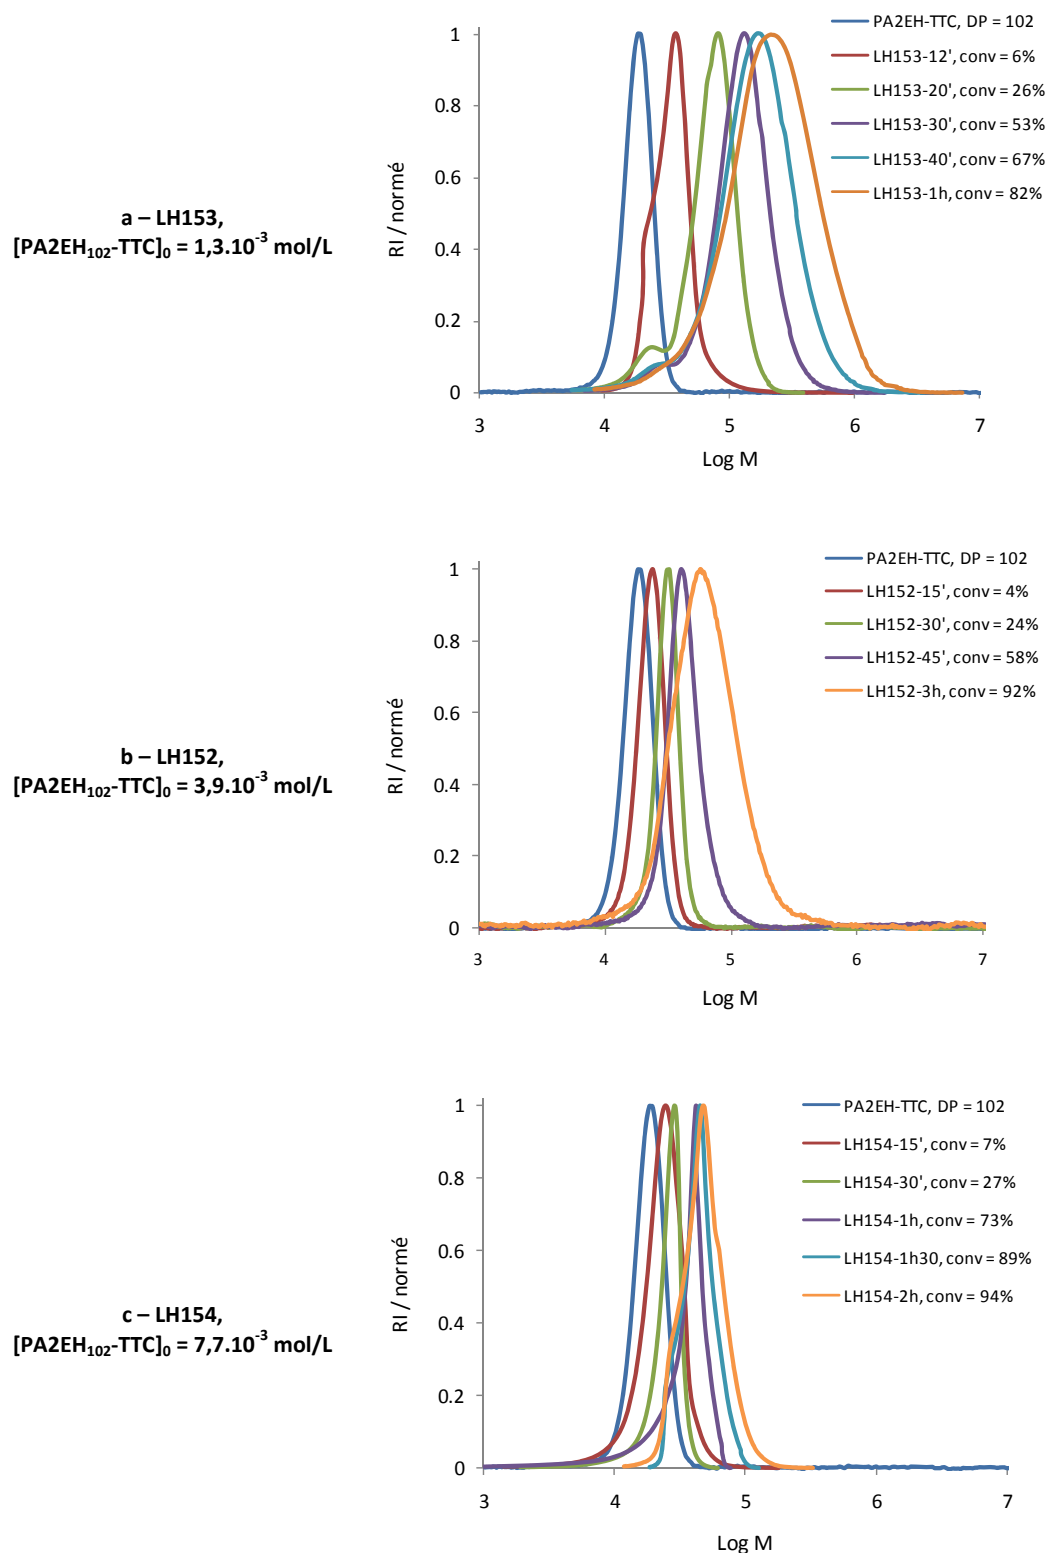 PA2EH-TTC, DP = 102
LH153-12', conv = 6%
LH153-20', conv = 26%
LH153-30', conv = 53%
LH153-40', conv = 67%
LH153-1h, conv = 82%
a – LH153,
[PA2EH₁₀₂-TTC]₀ = 1,3.10⁻³ mol/L
RI / normé
1
0.8
0.6
0.4
0.2
0
3 4 5 6 7
Log M
PA2EH-TTC, DP = 102
LH152-15', conv = 4%
LH152-30', conv = 24%
LH152-45', conv = 58%
LH152-3h, conv = 92%
b – LH152,
[PA2EH₁₀₂-TTC]₀ = 3,9.10⁻³ mol/L
RI / normé
1
0.8
0.6
0.4
0.2
0
3 4 5 6 7
Log M
PA2EH-TTC, DP = 102
LH154-15', conv = 7%
LH154-30', conv = 27%
LH154-1h, conv = 73%
LH154-1h30, conv = 89%
LH154-2h, conv = 94%
c – LH154,
[PA2EH₁₀₂-TTC]₀ = 7,7.10⁻³ mol/L
RI / normé
1
0.8
0.6
0.4
0.2
0
3 4 5 6 7
Log M